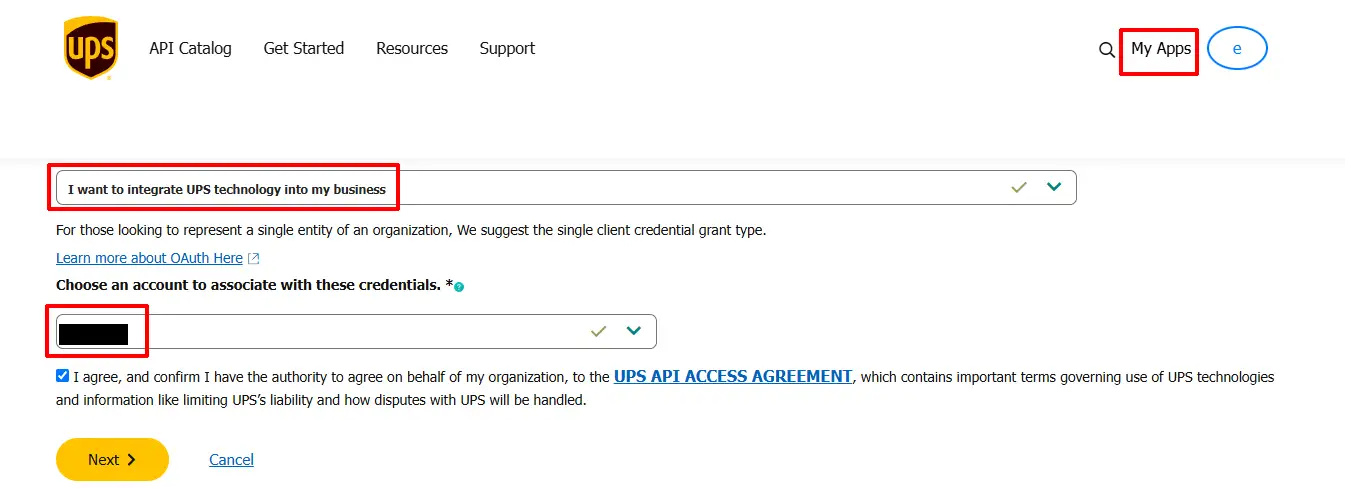 ups API Catalog Get Started Resources Support My Apps e
I want to integrate UPS technology into my business
For those looking to represent a single entity of an organization, We suggest the single client credential grant type.
Learn more about OAuth Here
Choose an account to associate with these credentials. * ?
I agree, and confirm I have the authority to agree on behalf of my organization, to the UPS API ACCESS AGREEMENT, which contains important terms governing use of UPS technologies
and information like limiting UPS’s liability and how disputes with UPS will be handled.
Next Cancel